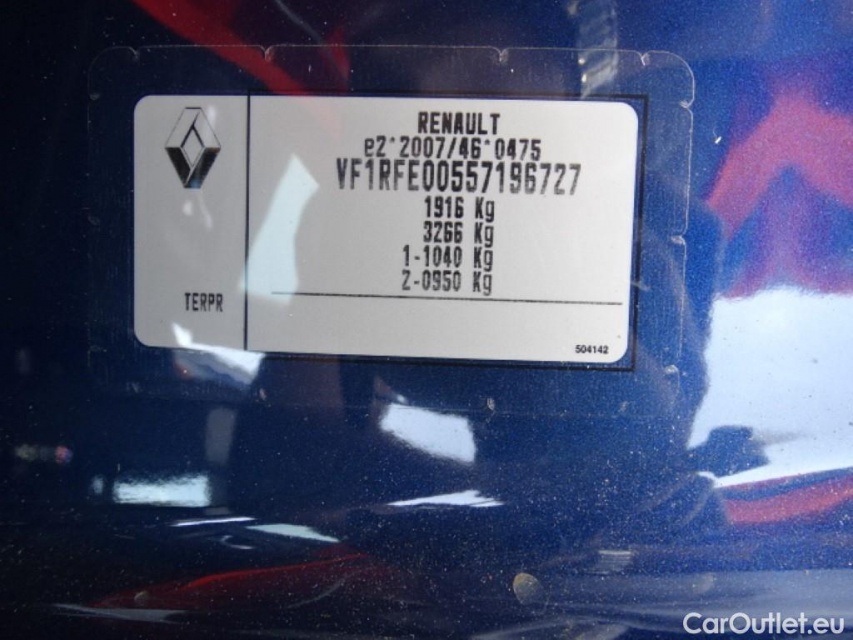 RENAULT
e2*2007/46*0475
VF1RFE00557196727
1916 Kg
3266 Kg
1-1040 Kg
2-0950 Kg
TERPR
504142
CarOutlet.eu